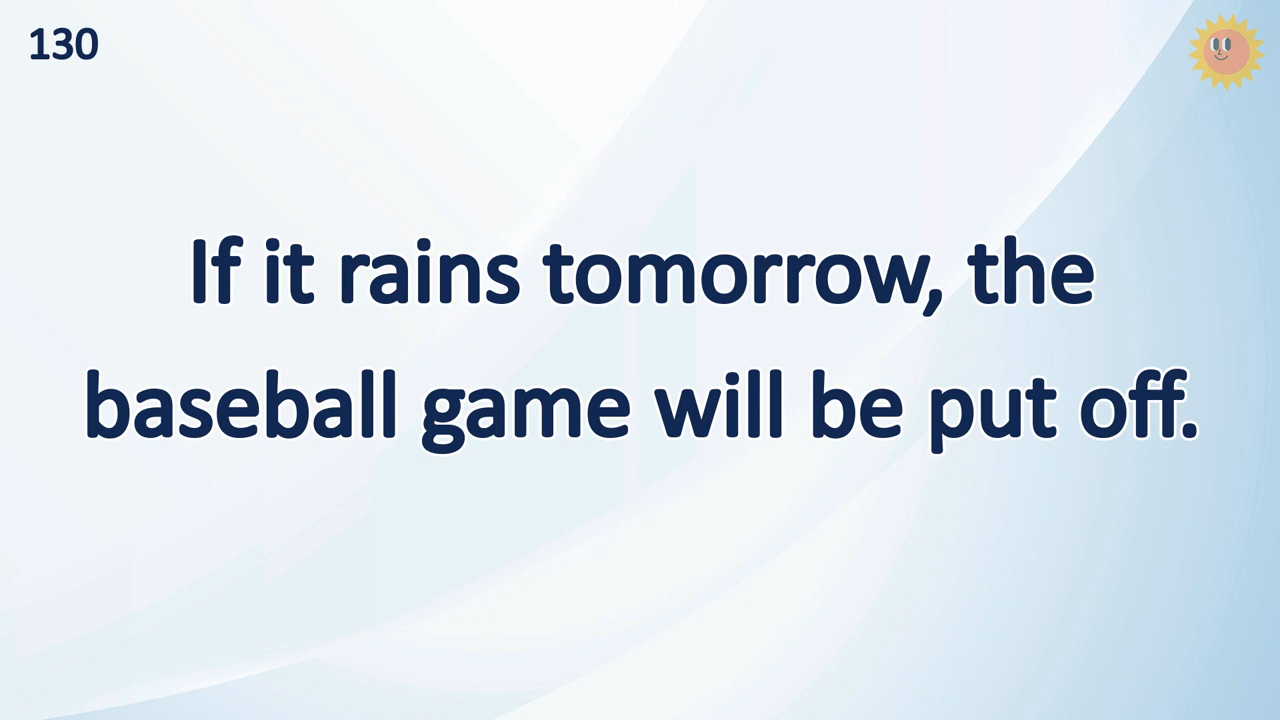 130
If it rains tomorrow, the
baseball game will be put off.